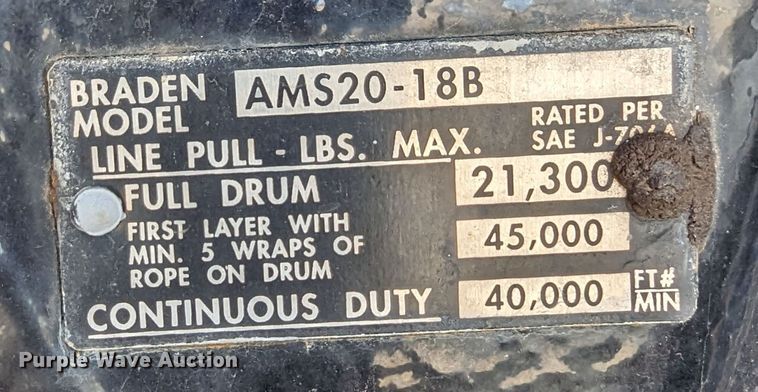 BRADEN MODEL AMS20-18B
LINE PULL - LBS. MAX. RATED PER SAE
FULL DRUM 21,300
FIRST LAYER WITH
MIN. 5 WRAPS OF
ROPE ON DRUM 45,000
CONTINUOUS DUTY 40,000 FT# MIN
Purple Wave Auction